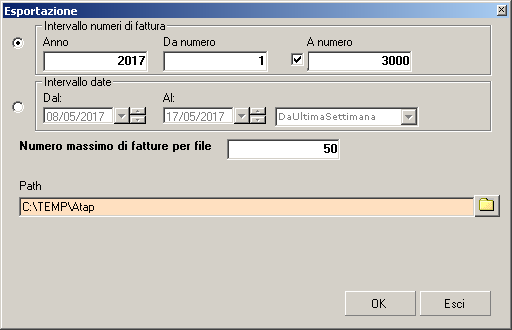 Esportazione
Intervallo numeri di fattura
Anno Da numero A numero
2017 1 3000
Intervallo date
Dal: Al:
08/05/2017 17/05/2017 DaUltimaSettimana
Numero massimo di fatture per file 50
Path
C:\TEMP\Atap
OK Esci